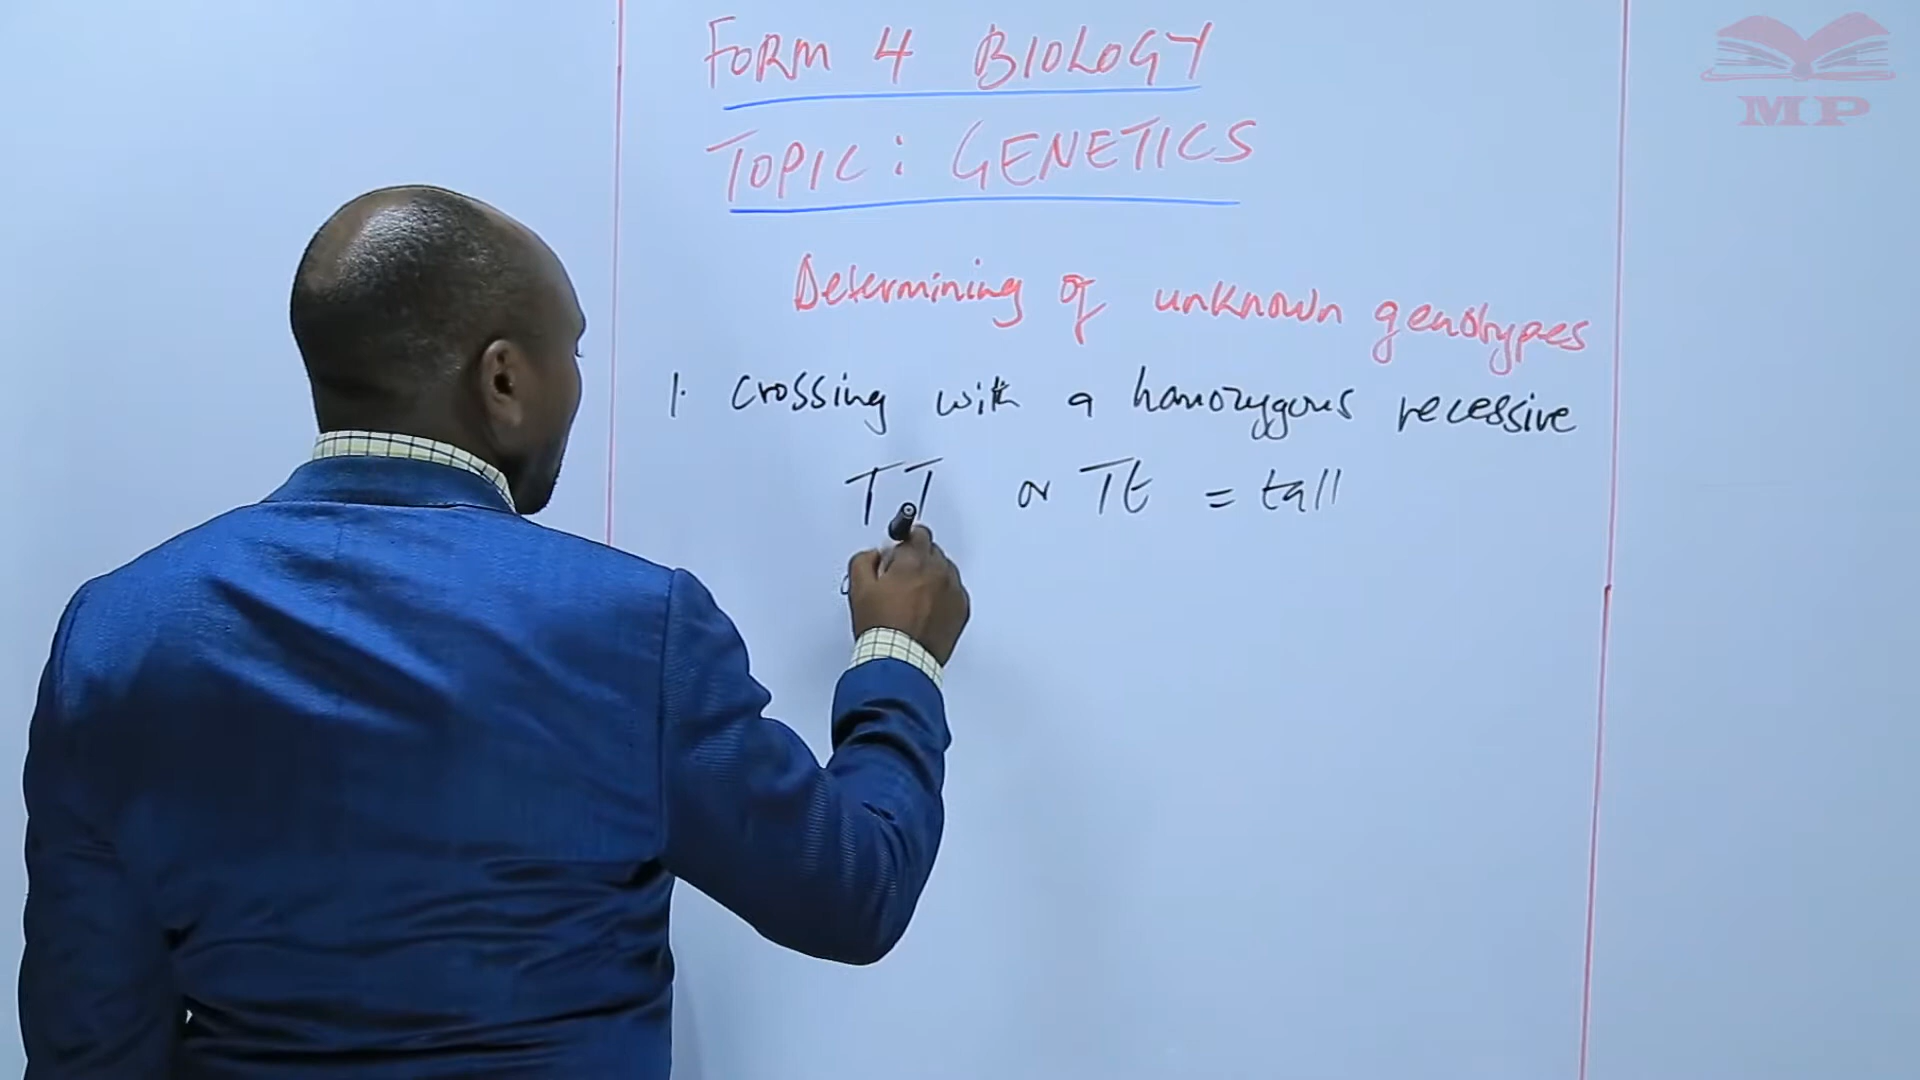 FORM 4 BIOLOGY
TOPIC: GENETICS
Determining of unknown genotypes
1. crossing with a homozygous recessive
TT or Tt = tall
MP